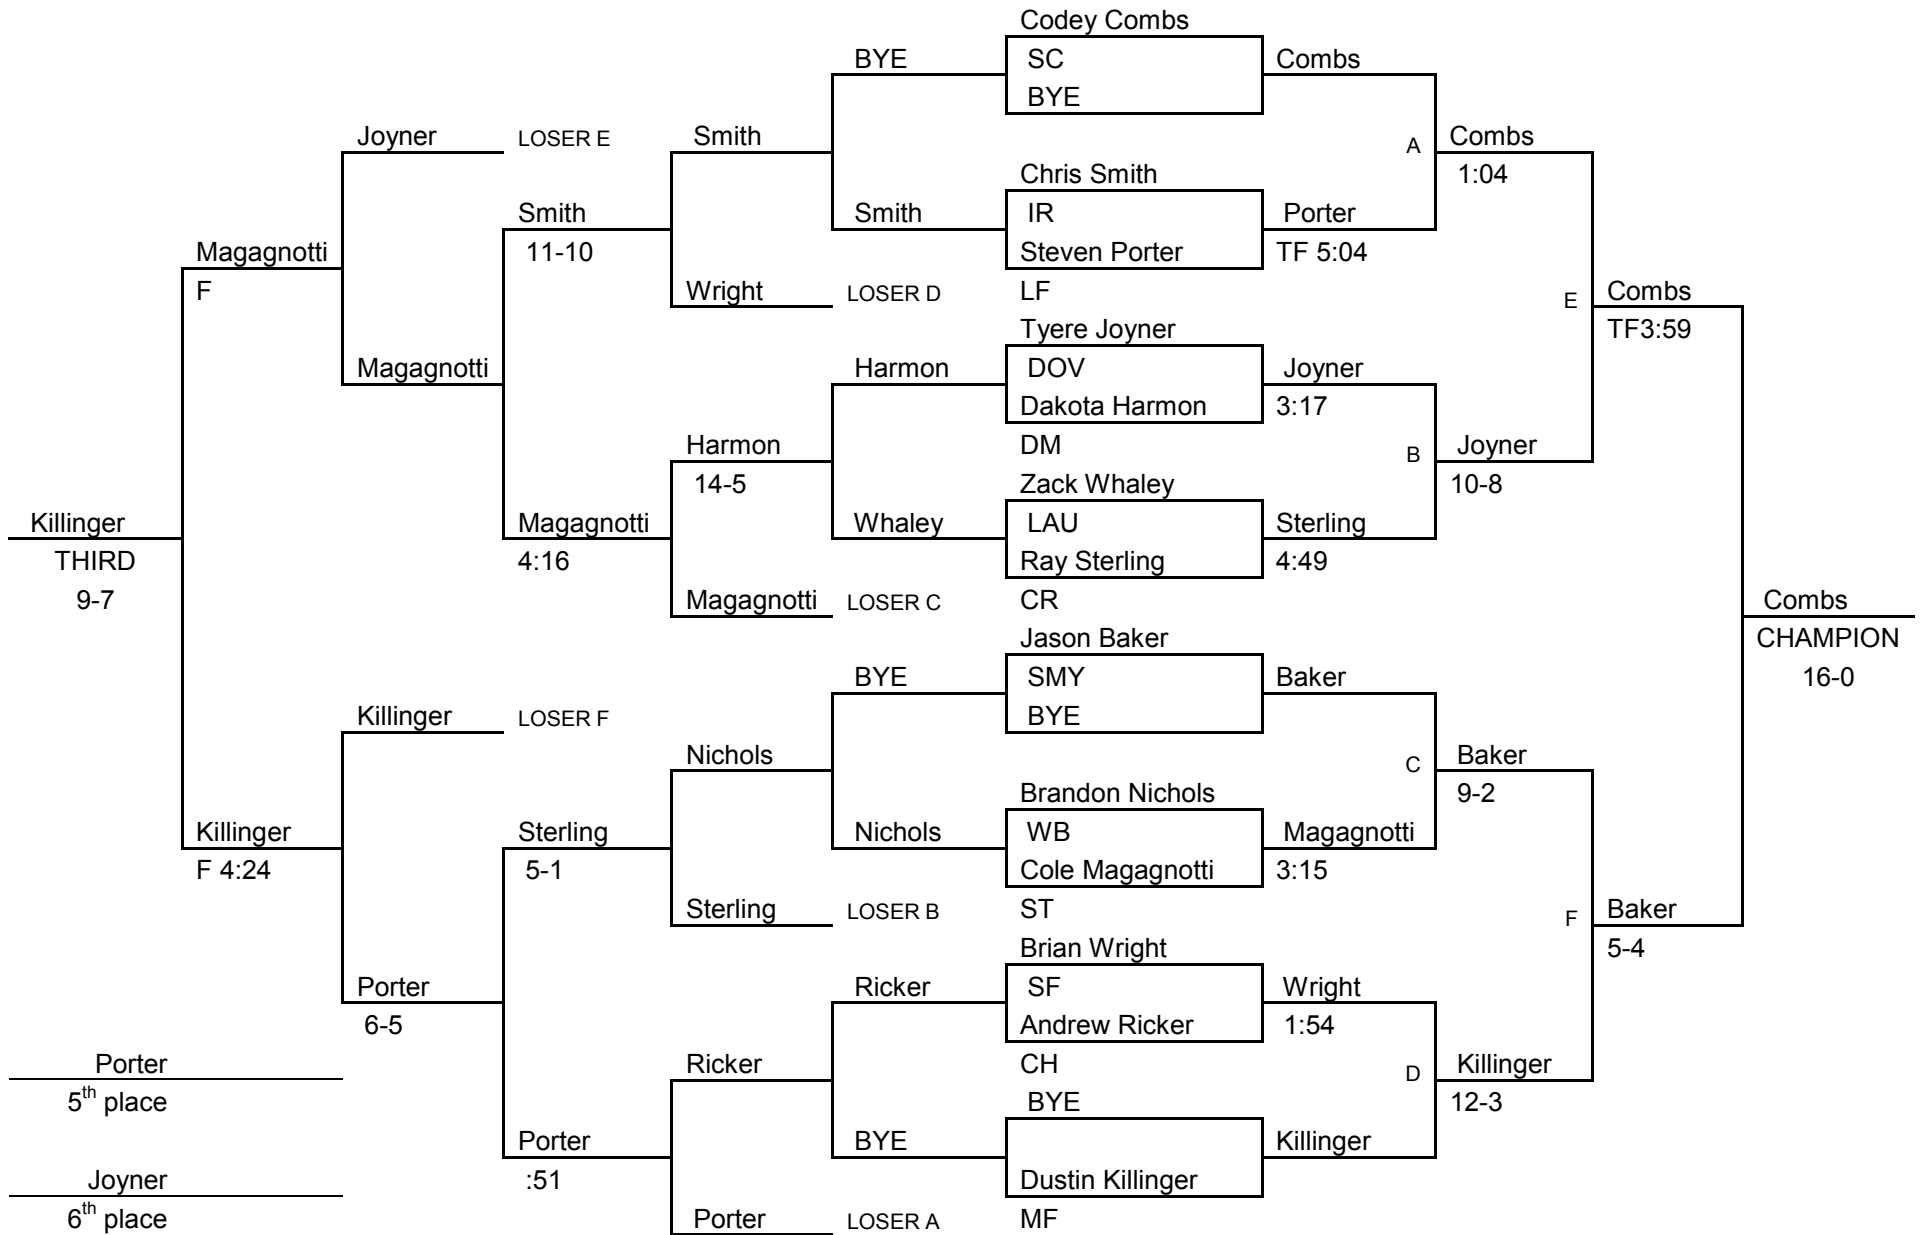 Codey Combs
BYE SC Combs
BYE
Joyner LOSER E Smith A Combs
Chris Smith 1:04
Smith Smith IR Porter
Magagnotti 11-10 Steven Porter TF 5:04
F Wright LOSER D LF E Combs
Tyere Joyner TF3:59
Magagnotti Harmon DOV Joyner
Dakota Harmon 3:17
Harmon DM B Joyner
14-5 Zack Whaley 10-8
Killinger Magagnotti Whaley LAU Sterling
THIRD 4:16 Ray Sterling 4:49
9-7 Magagnotti LOSER C CR Combs
Jason Baker CHAMPION
BYE SMY Baker 16-0
Killinger LOSER F BYE
Nichols C Baker
Brandon Nichols 9-2
Killinger Sterling Nichols WB Magagnotti
F 4:24 5-1 Cole Magagnotti 3:15
Sterling LOSER B ST F Baker
Brian Wright 5-4
Porter Ricker SF Wright
6-5 Andrew Ricker 1:54
Porter Ricker CH D Killinger
5th place BYE 12-3
Porter BYE Killinger
Joyner :51 Dustin Killinger
6th place Porter LOSER A MF